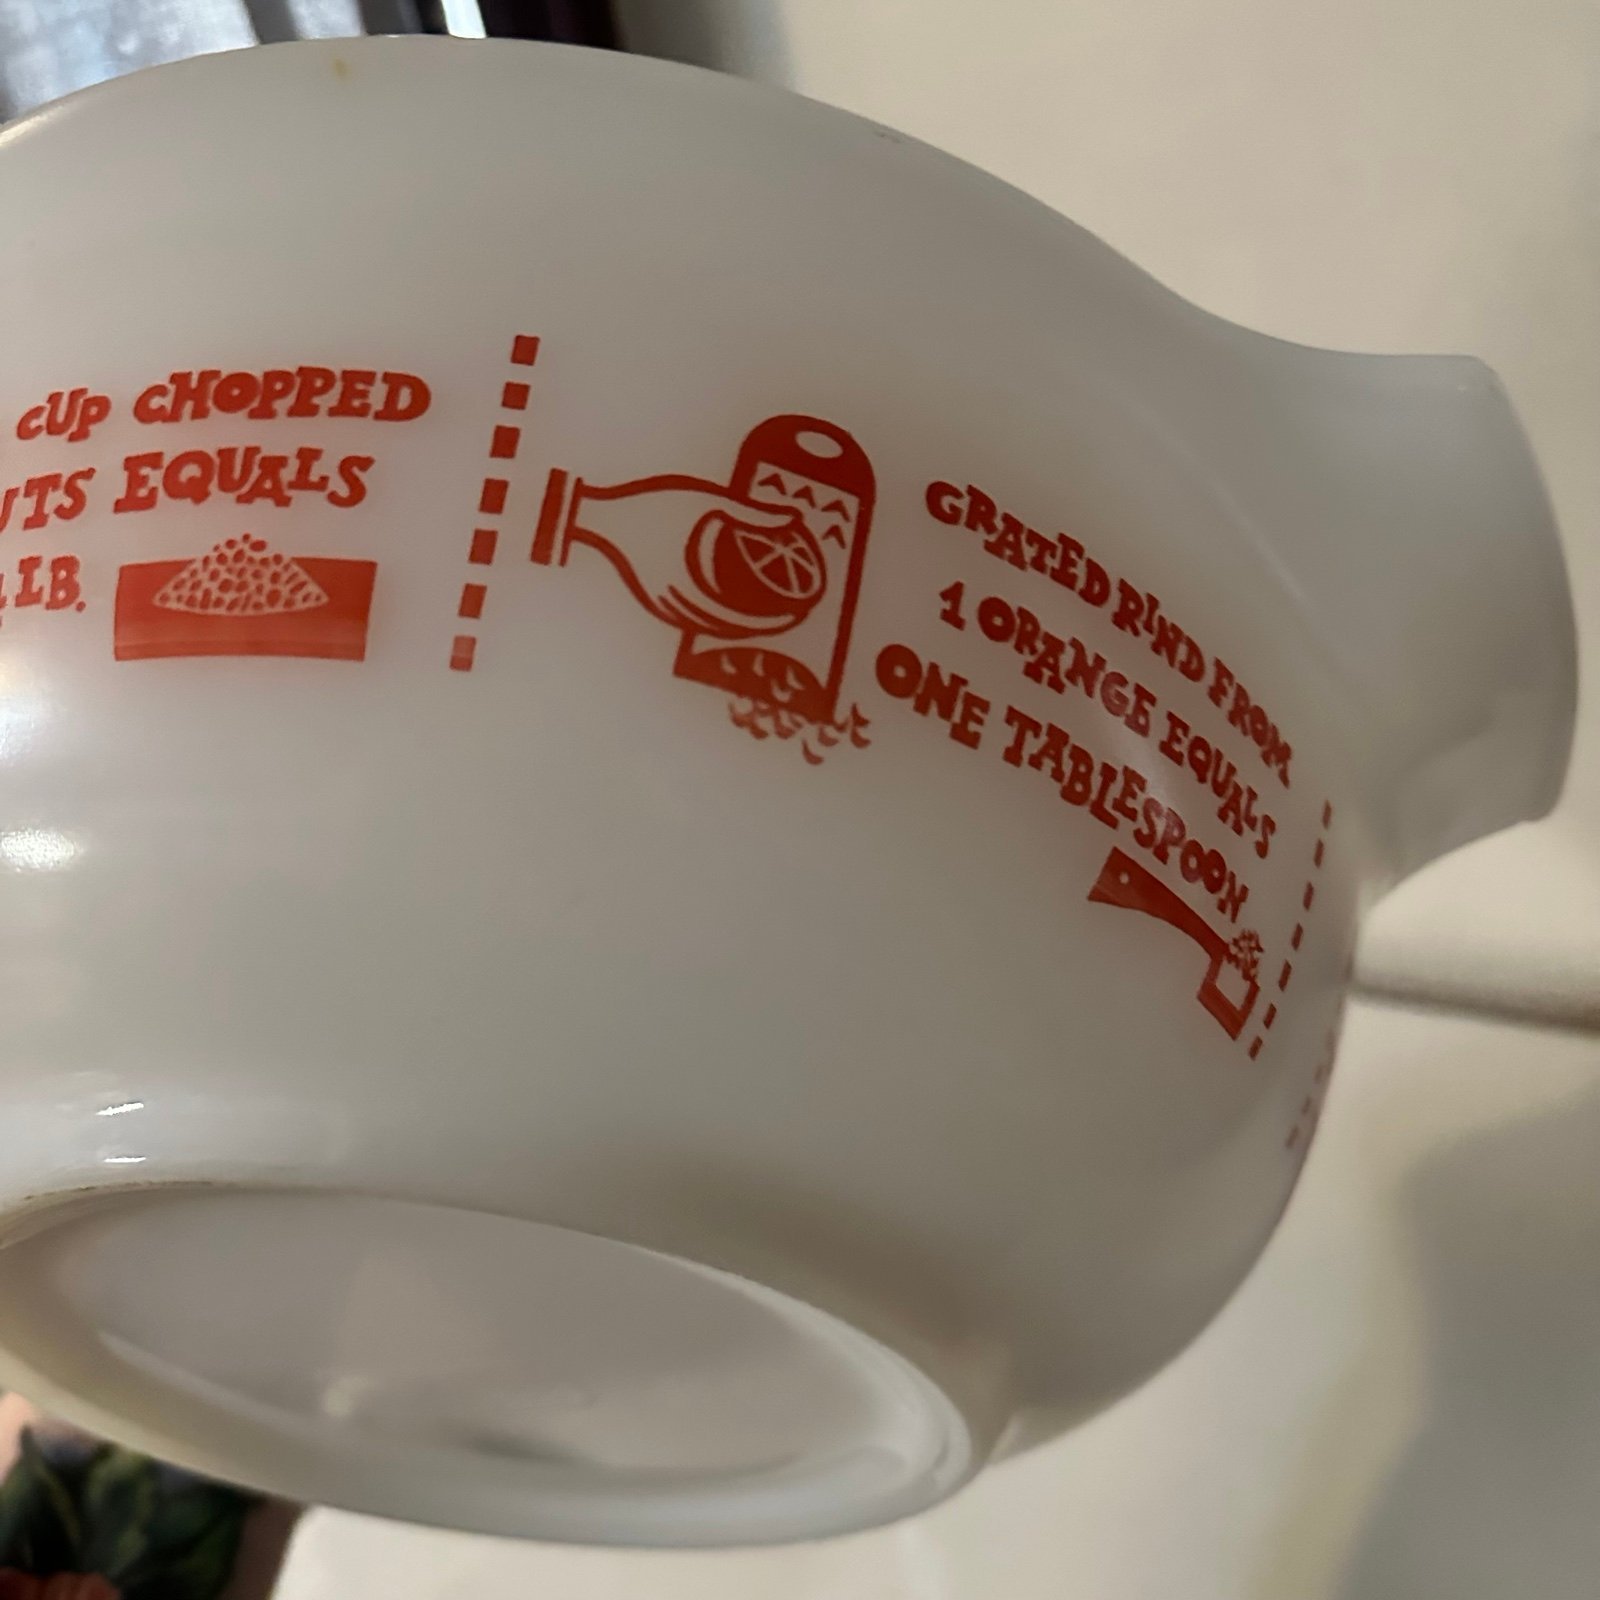 CUP CHOPPED
EQUALS
LB.
GRATED RIND FROM
1 ORANGE EQUALS
ONE TABLESPOON